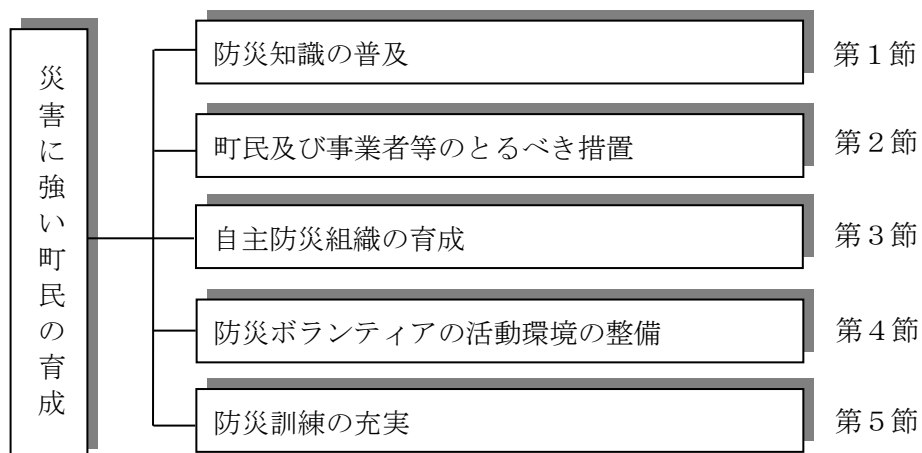 災害に強い町民の育成
防災知識の普及 第1節
町民及び事業者等のとるべき措置 第2節
自主防災組織の育成 第3節
防災ボランティアの活動環境の整備 第4節
防災訓練の充実 第5節